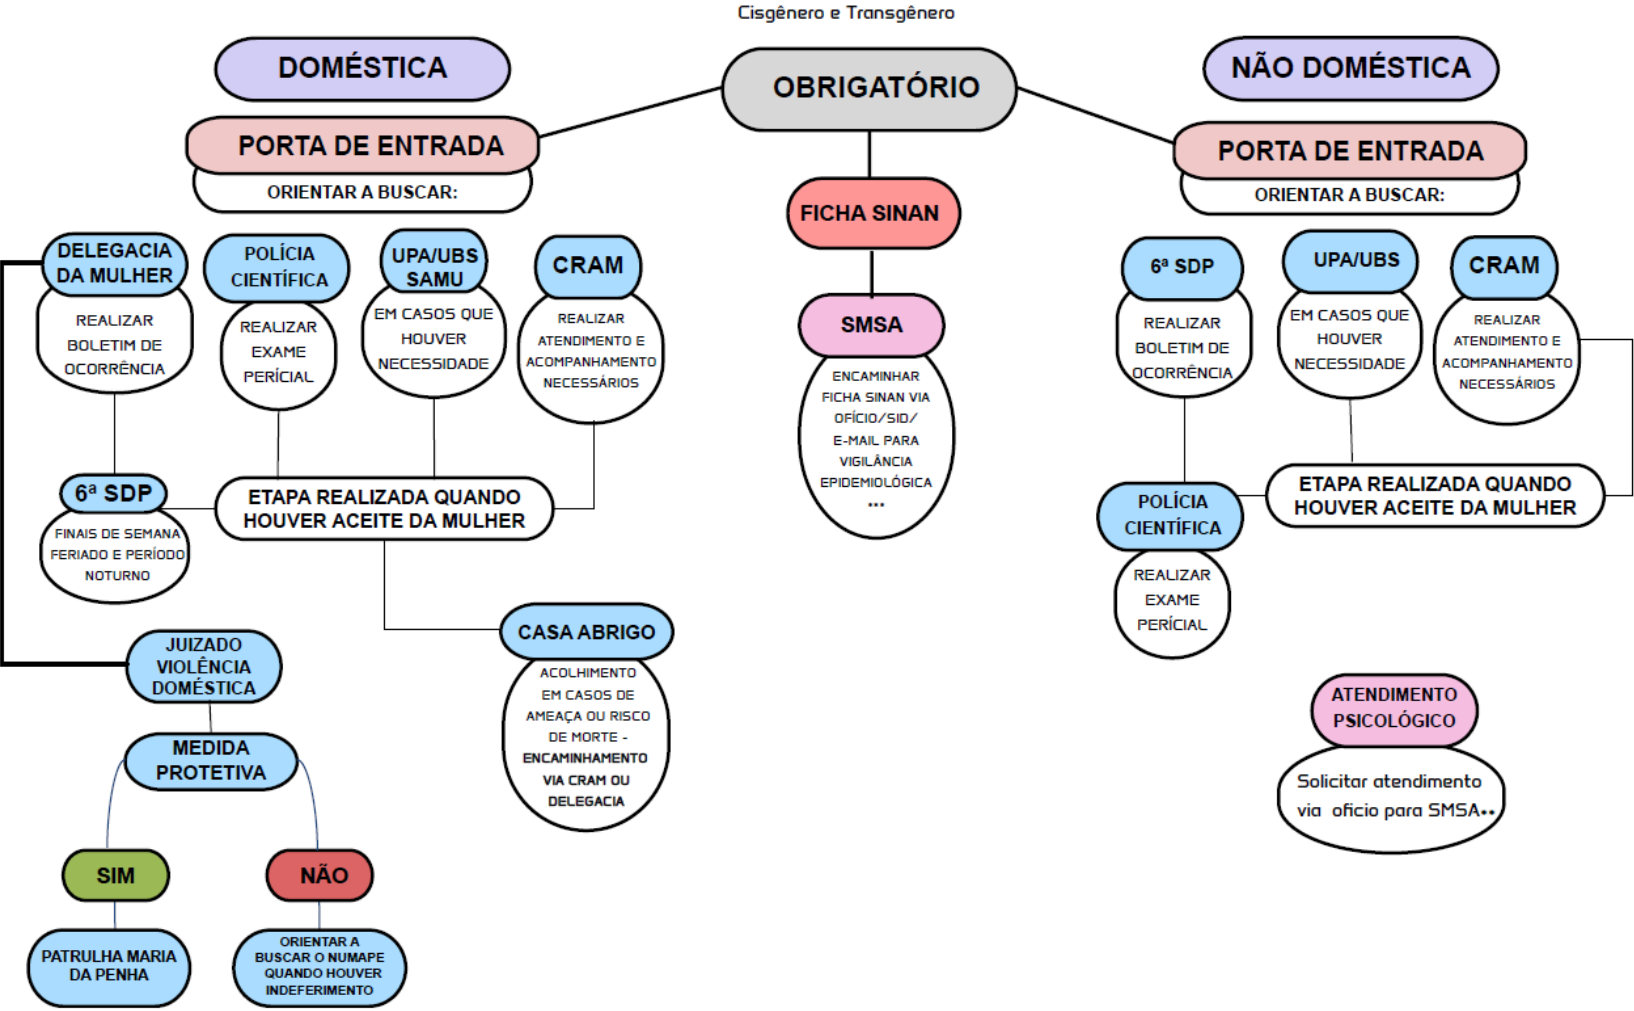 Cisgênero e Transgênero
DOMÉSTICA
OBRIGATÓRIO
NÃO DOMÉSTICA
PORTA DE ENTRADA
ORIENTAR A BUSCAR:
DELEGACIA
DA MULHER
REALIZAR
BOLETIM DE
OCORRÊNCIA
POLÍCIA
CIENTÍFICA
REALIZAR
EXAME
PERÍCIAL
UPA/UBS
SAMU
EM CASOS QUE
HOUVER
NECESSIDADE
CRAM
REALIZAR
ATENDIMENTO E
ACOMPANHAMENTO
NECESSÁRIOS
6ª SDP
FINAIS DE SEMANA
FERIADO E PERÍODO
NOTURNO
ETAPA REALIZADA QUANDO
HOUVER ACEITE DA MULHER
CASA ABRIGO
ACOLHIMENTO
EM CASOS DE
AMEAÇA OU RISCO
DE MORTE -
ENCAMINHAMENTO
VIA CRAM OU
DELEGACIA
JUIZADO
VIOLÊNCIA
DOMÉSTICA
MEDIDA
PROTETIVA
SIM
NÃO
PATRULHA MARIA
DA PENHA
ORIENTAR A
BUSCAR O NUMAPE
QUANDO HOUVER
INDEFERIMENTO
FICHA SINAN
SMSA
ENCAMINHAR
FICHA SINAN VIA
OFÍCIO/SID/
E-MAIL PARA
VIGILÂNCIA
EPIDEMIOLÓGICA
...
PORTA DE ENTRADA
ORIENTAR A BUSCAR:
6ª SDP
REALIZAR
BOLETIM DE
OCORRÊNCIA
UPA/UBS
EM CASOS QUE
HOUVER
NECESSIDADE
CRAM
REALIZAR
ATENDIMENTO E
ACOMPANHAMENTO
NECESSÁRIOS
ETAPA REALIZADA QUANDO
HOUVER ACEITE DA MULHER
POLÍCIA
CIENTÍFICA
REALIZAR
EXAME
PERÍCIAL
ATENDIMENTO
PSICOLÓGICO
Solicitar atendimento
via oficio para SMSA..